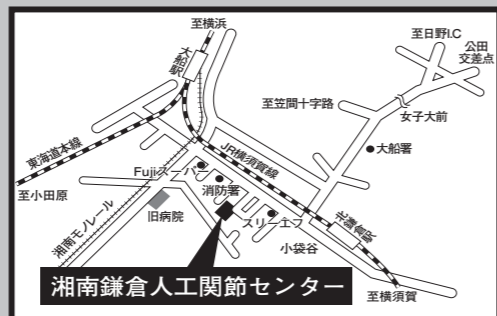 至横浜
大船駅
至日野I.C
公田
交差点
至笠間十字路
女子大前
東海道本線
JR横須賀線
大船署
Fujiスーパー
至小田原
消防署
湘南モノレール
旧病院
スリーエフ
北鎌倉駅
小袋谷
湘南鎌倉人工関節センター
至横須賀